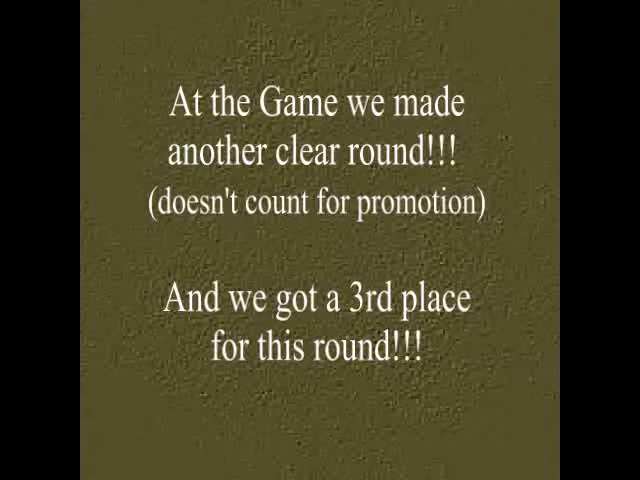 At the Game we made
another clear round!!!
(doesn't count for promotion)
And we got a 3rd place
for this round!!!